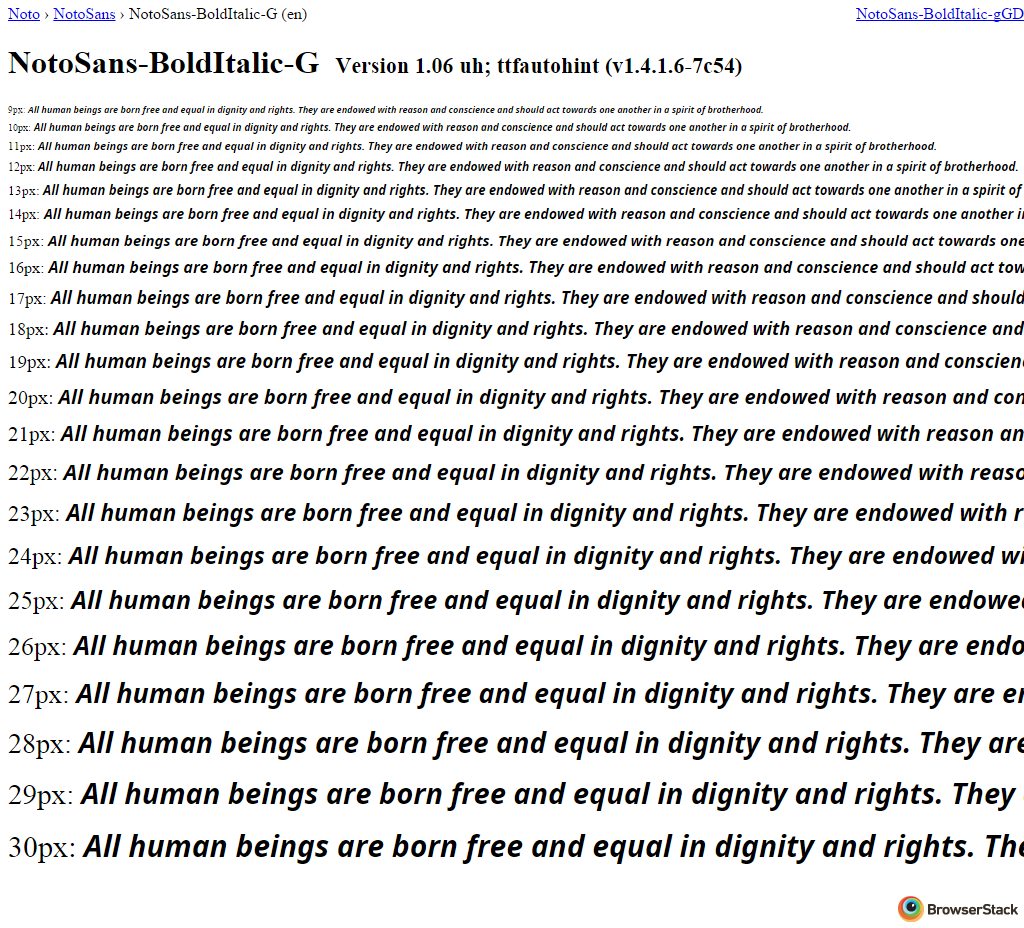 Noto › NotoSans › NotoSans-BoldItalic-G (en) NotoSans-BoldItalic-gGD
NotoSans-BoldItalic-G Version 1.06 uh; ttfautohint (v1.4.1.6-7c54)
9px: All human beings are born free and equal in dignity and rights. They are endowed with reason and conscience and should act towards one another in a spirit of brotherhood.
10px: All human beings are born free and equal in dignity and rights. They are endowed with reason and conscience and should act towards one another in a spirit of brotherhood.
11px: All human beings are born free and equal in dignity and rights. They are endowed with reason and conscience and should act towards one another in a spirit of brotherhood.
12px: All human beings are born free and equal in dignity and rights. They are endowed with reason and conscience and should act towards one another in a spirit of brotherhood.
13px: All human beings are born free and equal in dignity and rights. They are endowed with reason and conscience and should act towards one another in a spirit of
14px: All human beings are born free and equal in dignity and rights. They are endowed with reason and conscience and should act towards one another i
15px: All human beings are born free and equal in dignity and rights. They are endowed with reason and conscience and should act towards one
16px: All human beings are born free and equal in dignity and rights. They are endowed with reason and conscience and should act tow
17px: All human beings are born free and equal in dignity and rights. They are endowed with reason and conscience and should
18px: All human beings are born free and equal in dignity and rights. They are endowed with reason and conscience and
19px: All human beings are born free and equal in dignity and rights. They are endowed with reason and conscien
20px: All human beings are born free and equal in dignity and rights. They are endowed with reason and con
21px: All human beings are born free and equal in dignity and rights. They are endowed with reason an
22px: All human beings are born free and equal in dignity and rights. They are endowed with reaso
23px: All human beings are born free and equal in dignity and rights. They are endowed with r
24px: All human beings are born free and equal in dignity and rights. They are endowed wi
25px: All human beings are born free and equal in dignity and rights. They are endowe
26px: All human beings are born free and equal in dignity and rights. They are endo
27px: All human beings are born free and equal in dignity and rights. They are en
28px: All human beings are born free and equal in dignity and rights. They are
29px: All human beings are born free and equal in dignity and rights. They
30px: All human beings are born free and equal in dignity and rights. The
BrowserStack